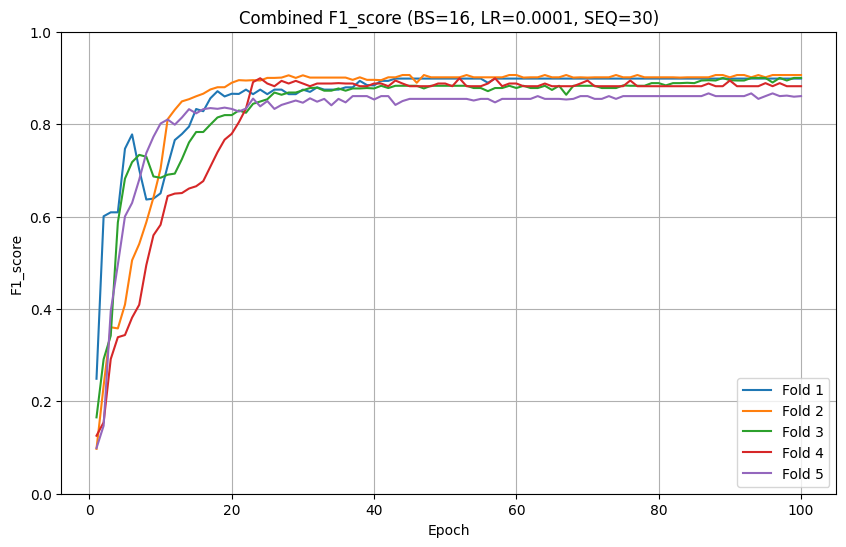 Combined F1_score (BS=16, LR=0.0001, SEQ=30)
1.0
0.8
0.6
0.4
0.2
0.0
F1_score
0
20
40
60
80
100
Epoch
Fold 1
Fold 2
Fold 3
Fold 4
Fold 5